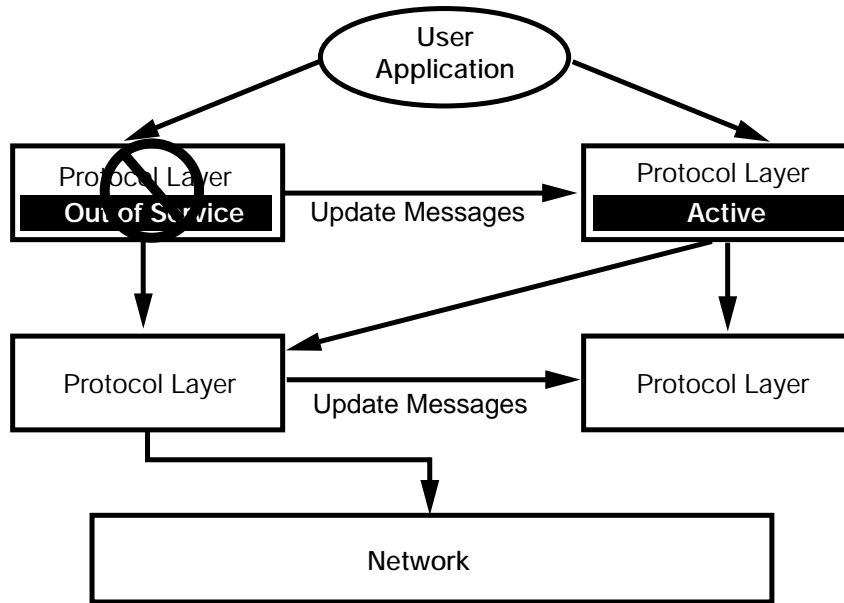 User
Application
Protocol Layer
Out of Service
Update Messages
Protocol Layer
Active
Protocol Layer
Update Messages
Protocol Layer
Network